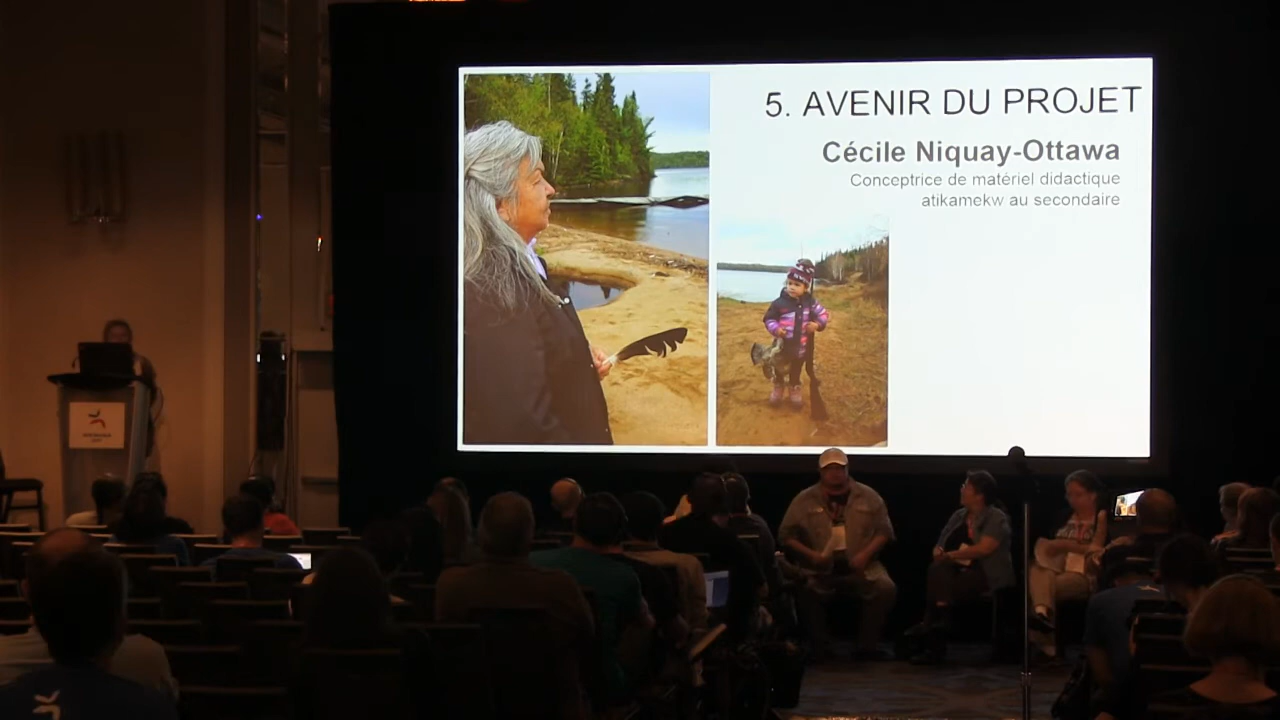 5. AVENIR DU PROJET
Cécile Niquay-Ottawa
Conceptrice de matériel didactique
atikamekw au secondaire